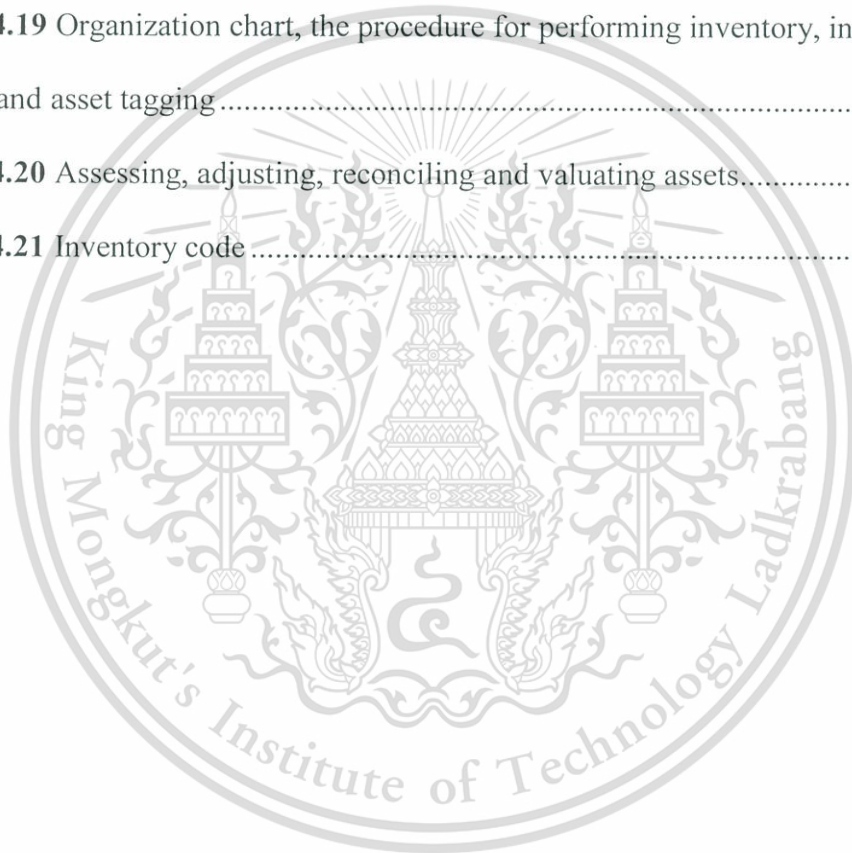 4.19 Organization chart, the procedure for performing inventory, in
and asset tagging.............................................................................
4.20 Assessing, adjusting, reconciling and valuating assets..............
4.21 Inventory code.........................................................................
King Mongkut's Institute of Technology Ladkrabang